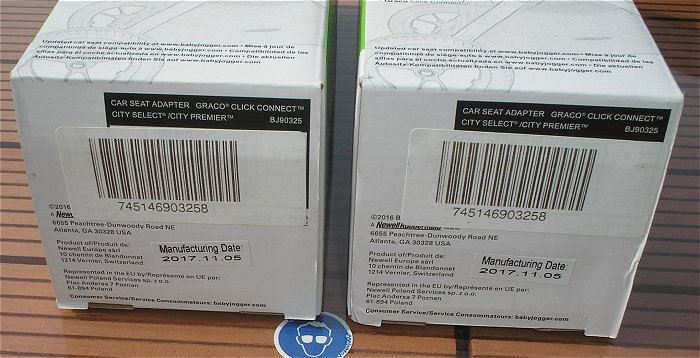 Updated car seat compatibility at www.babyjogger.com • Mise à jour de
compatibilité de siège-auto à www.babyjogger.com • Compatibilidad de las
sillas para el coche actualizada en www.babyjogger.com • Die aktuellen
Autositz-Kompatibilitäten finden Sie auf www.babyjogger.com
CAR SEAT ADAPTER GRACO® CLICK CONNECT™
CITY SELECT® /CITY PREMIER™ BJ90325
745146903258
©2016
A Newl
6655 Peachtree-Dunwoody Road NE
Atlanta, GA 30328 USA
Product of/Produit de:
Newell Europe sàrl
10 chemin de Blandonnet
1214 Vernier, Switzerland
Manufacturing Date:
2017.11.05
Represented in the EU by/Représenté en UE par:
Newell Poland Services sp. z o.o.
Plac Andersa 7 Poznan
61-894 Poland
Consumer Service/Service Consommateurs: babyjogger.com
Graco Click Connect
Updated car seat compatibility at www.babyjogger.com • Mise à jour de
compatibilité de siège-auto à www.babyjogger.com • Compatibilidad de las
sillas para el coche actualizada en www.babyjogger.com • Die aktuellen
Autositz-Kompatibilitäten finden Sie auf www.babyjogger.com
CAR SEAT ADAPTER GRACO® CLICK CONNECT™
CITY SELECT® /CITY PREMIER™ BJ90325
745146903258
©2016 B
A Newell
6655 Peachtree-Dunwoody Road NE
Atlanta, GA 30328 USA
Product of/Produit de:
Newell Europe sàrl
10 chemin de Blandonnet
1214 Vernier, Switzerland
Manufacturing Date:
2017.11.05
Represented in the EU by/Représenté en UE par:
Newell Poland Services sp. z o.o.
Plac Andersa 7 Poznan
61-894 Poland
Consumer Service/Service Consommateurs: babyjogger.com